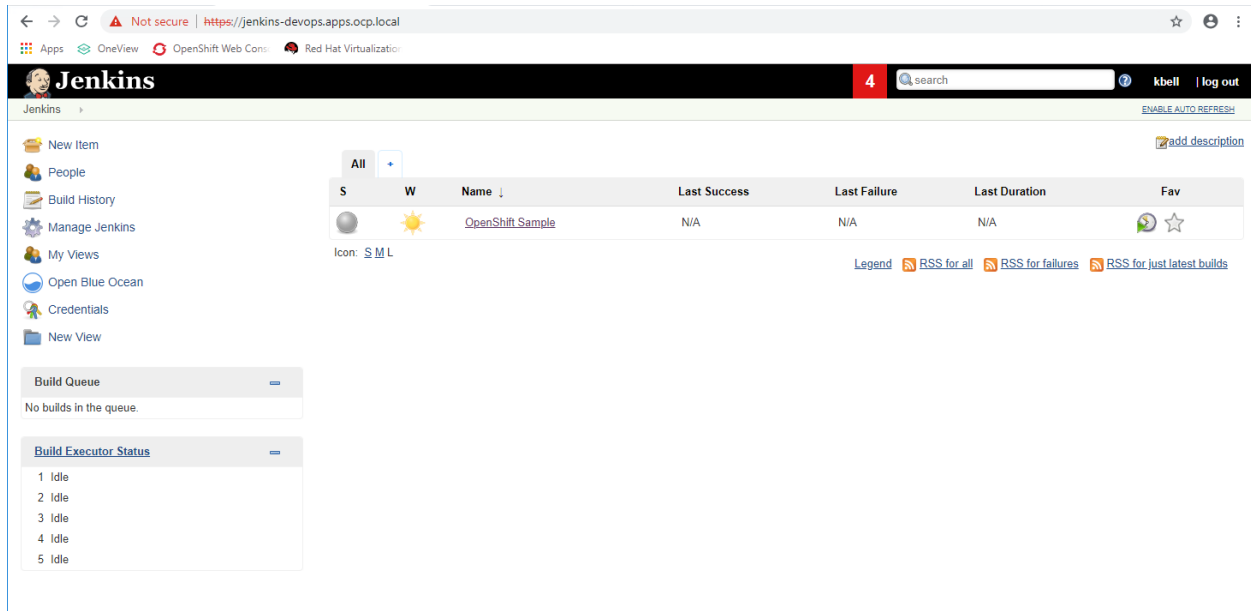 Not secure | https://jenkins-devops.apps.ocp.local
Apps OneView OpenShift Web Cons Red Hat Virtualization
Jenkins 4 search kbell | log out
Jenkins ENABLE AUTO REFRESH
add description
New Item
People
Build History
Manage Jenkins
My Views
Open Blue Ocean
Credentials
New View
All +
S W Name ↓ Last Success Last Failure Last Duration Fav
OpenShift Sample N/A N/A N/A
Icon: S M L
Legend RSS for all RSS for failures RSS for just latest builds
Build Queue
No builds in the queue.
Build Executor Status
1 Idle
2 Idle
3 Idle
4 Idle
5 Idle